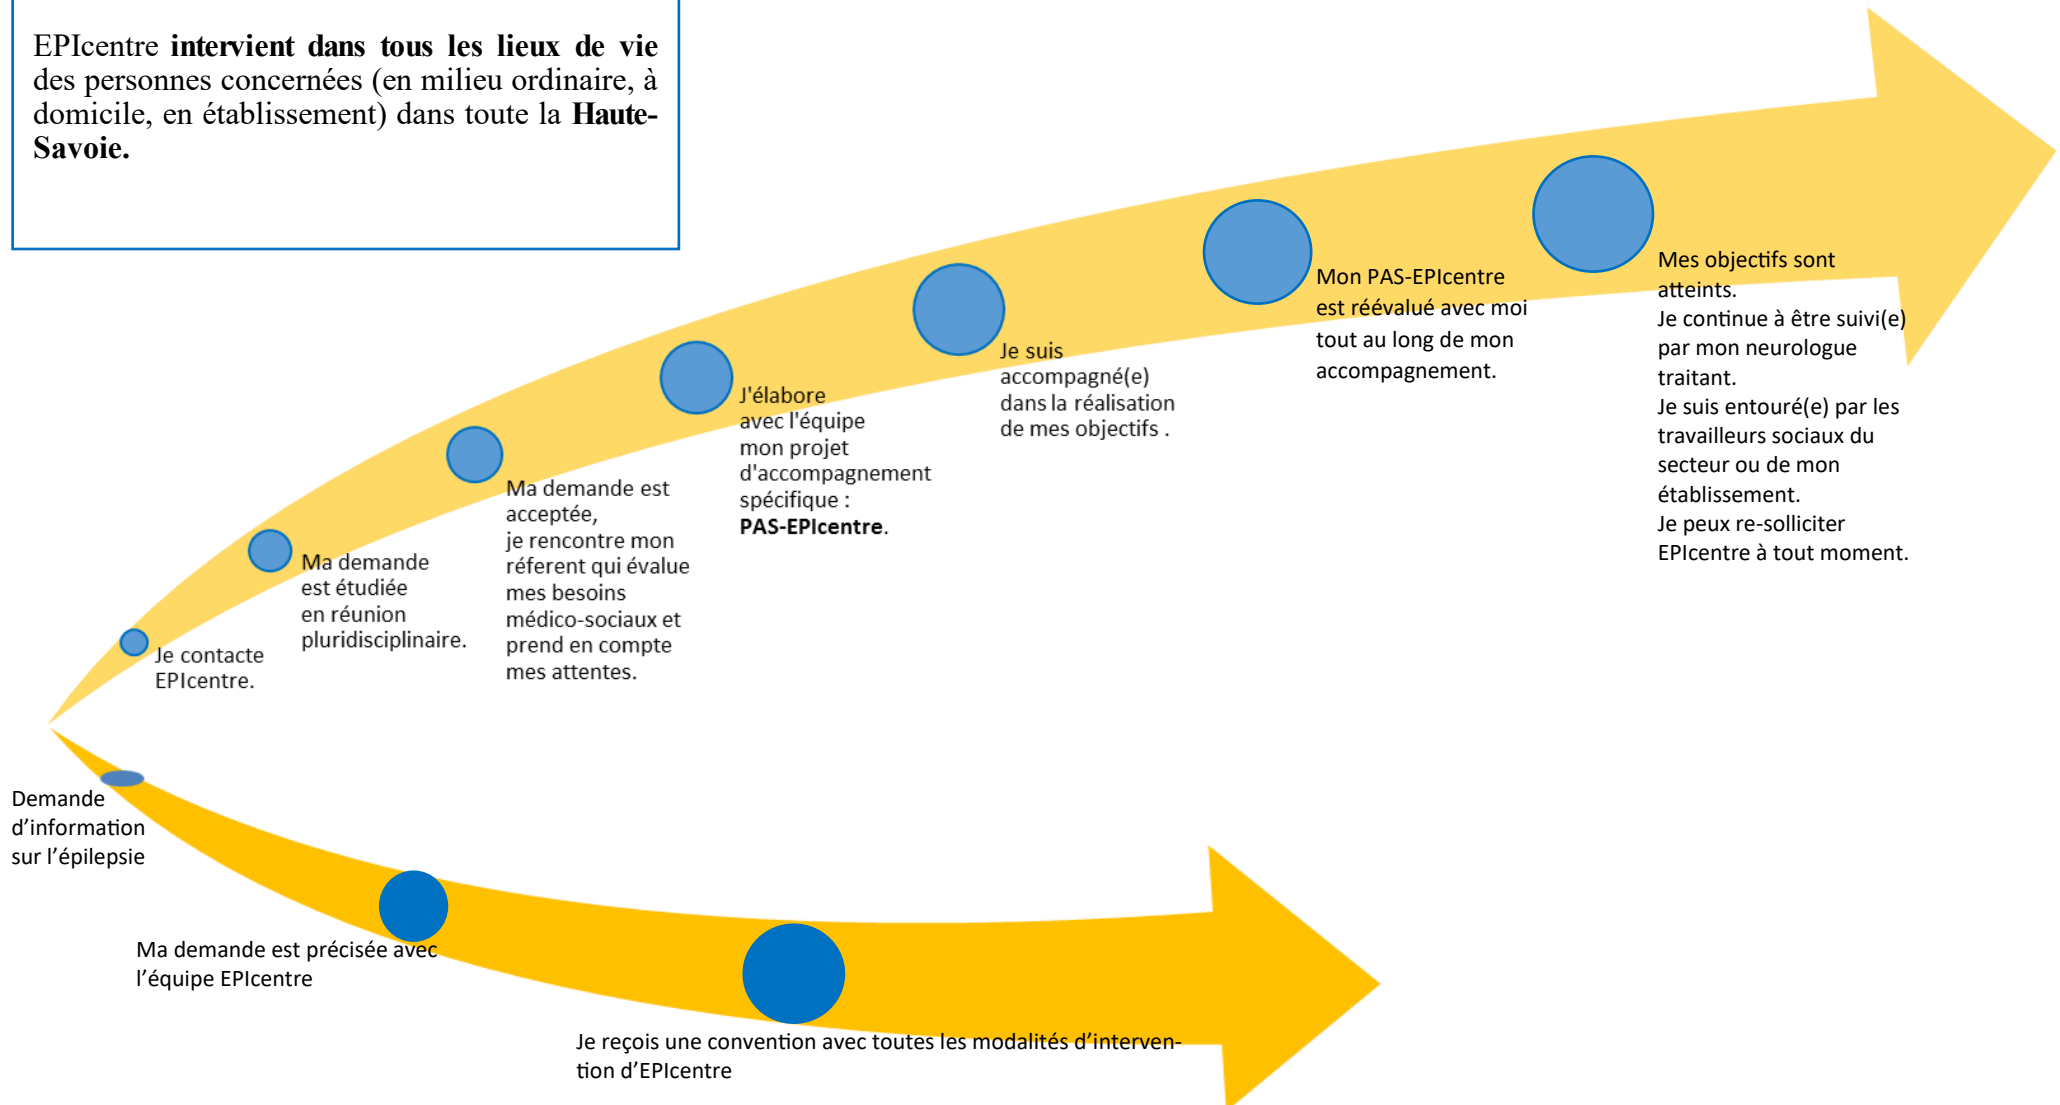 EPIcentre intervient dans tous les lieux de vie
des personnes concernées (en milieu ordinaire, à
domicile, en établissement) dans toute la Haute-
Savoie.
Je contacte
EPIcentre.
Ma demande
est étudiée
en réunion
pluridisciplinaire.
Ma demande est
acceptée,
je rencontre mon
réferent qui évalue
mes besoins
médico-sociaux et
prend en compte
mes attentes.
J'élabore
avec l'équipe
mon projet
d'accompagnement
spécifique :
PAS-EPIcentre.
Je suis
accompagné(e)
dans la réalisation
de mes objectifs .
Mon PAS-EPIcentre
est réévalué avec moi
tout au long de mon
accompagnement.
Mes objectifs sont
atteints.
Je continue à être suivi(e)
par mon neurologue
traitant.
Je suis entouré(e) par les
travailleurs sociaux du
secteur ou de mon
établissement.
Je peux re-solliciter
EPIcentre à tout moment.
Demande
d’information
sur l’épilepsie
Ma demande est précisée avec
l’équipe EPIcentre
Je reçois une convention avec toutes les modalités d’interven-
tion d’EPIcentre